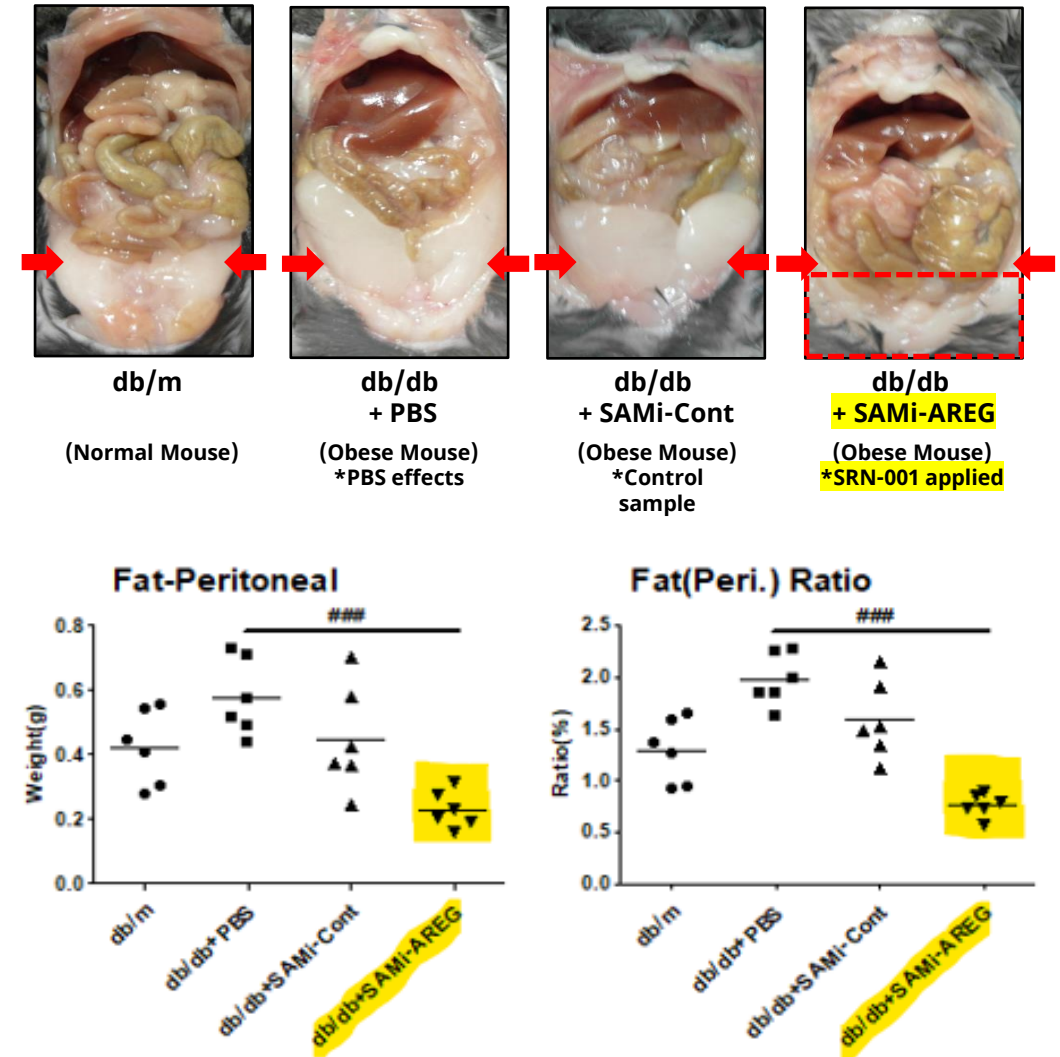 db/m
(Normal Mouse)
db/db
+ PBS
(Obese Mouse)
*PBS effects
db/db
+ SAMi-Cont
(Obese Mouse)
*Control
sample
db/db
+ SAMi-AREG
(Obese Mouse)
*SRN-001 applied
Fat-Peritoneal
###
0.8
0.6
0.4
0.2
0.0
Weight(g)
db/m
db/db+PBS
db/db+SAMi-Cont
db/db+SAMi-AREG
Fat(Peri.) Ratio
###
2.5
2.0
1.5
1.0
0.5
0.0
Ratio(%)
db/m
db/db+PBS
db/db+SAMi-Cont
db/db+SAMi-AREG